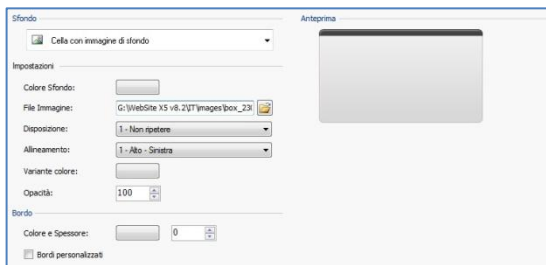 Sfondo
Anteprima
Cella con immagine di sfondo
Impostazioni
Colore Sfondo:
File Immagine: G:\WebSite X5 v8.2\IT\images\box_23
Disposizione: 1 - Non ripetere
Allineamento: 1 - Alto - Sinistra
Variante colore:
Opacità: 100
Bordo
Colore e Spessore: 0
Bordi personalizzati